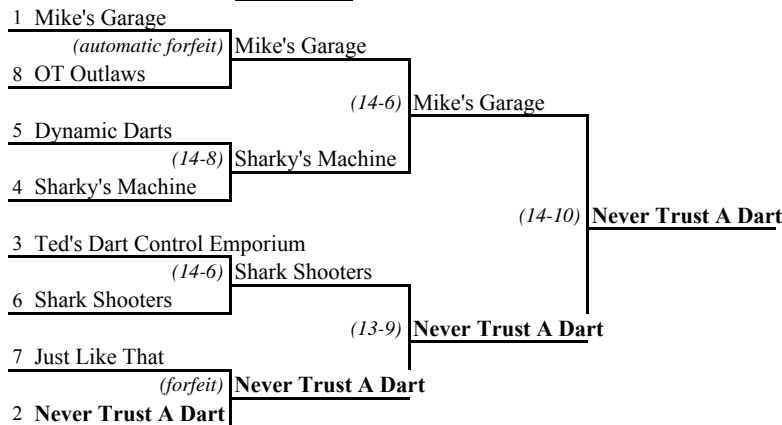 1 Mike's Garage
(automatic forfeit) Mike's Garage
8 OT Outlaws
(14-6) Mike's Garage
5 Dynamic Darts
(14-8) Sharky's Machine
4 Sharky's Machine
(14-10) Never Trust A Dart
3 Ted's Dart Control Emporium
(14-6) Shark Shooters
6 Shark Shooters
(13-9) Never Trust A Dart
7 Just Like That
(forfeit) Never Trust A Dart
2 Never Trust A Dart